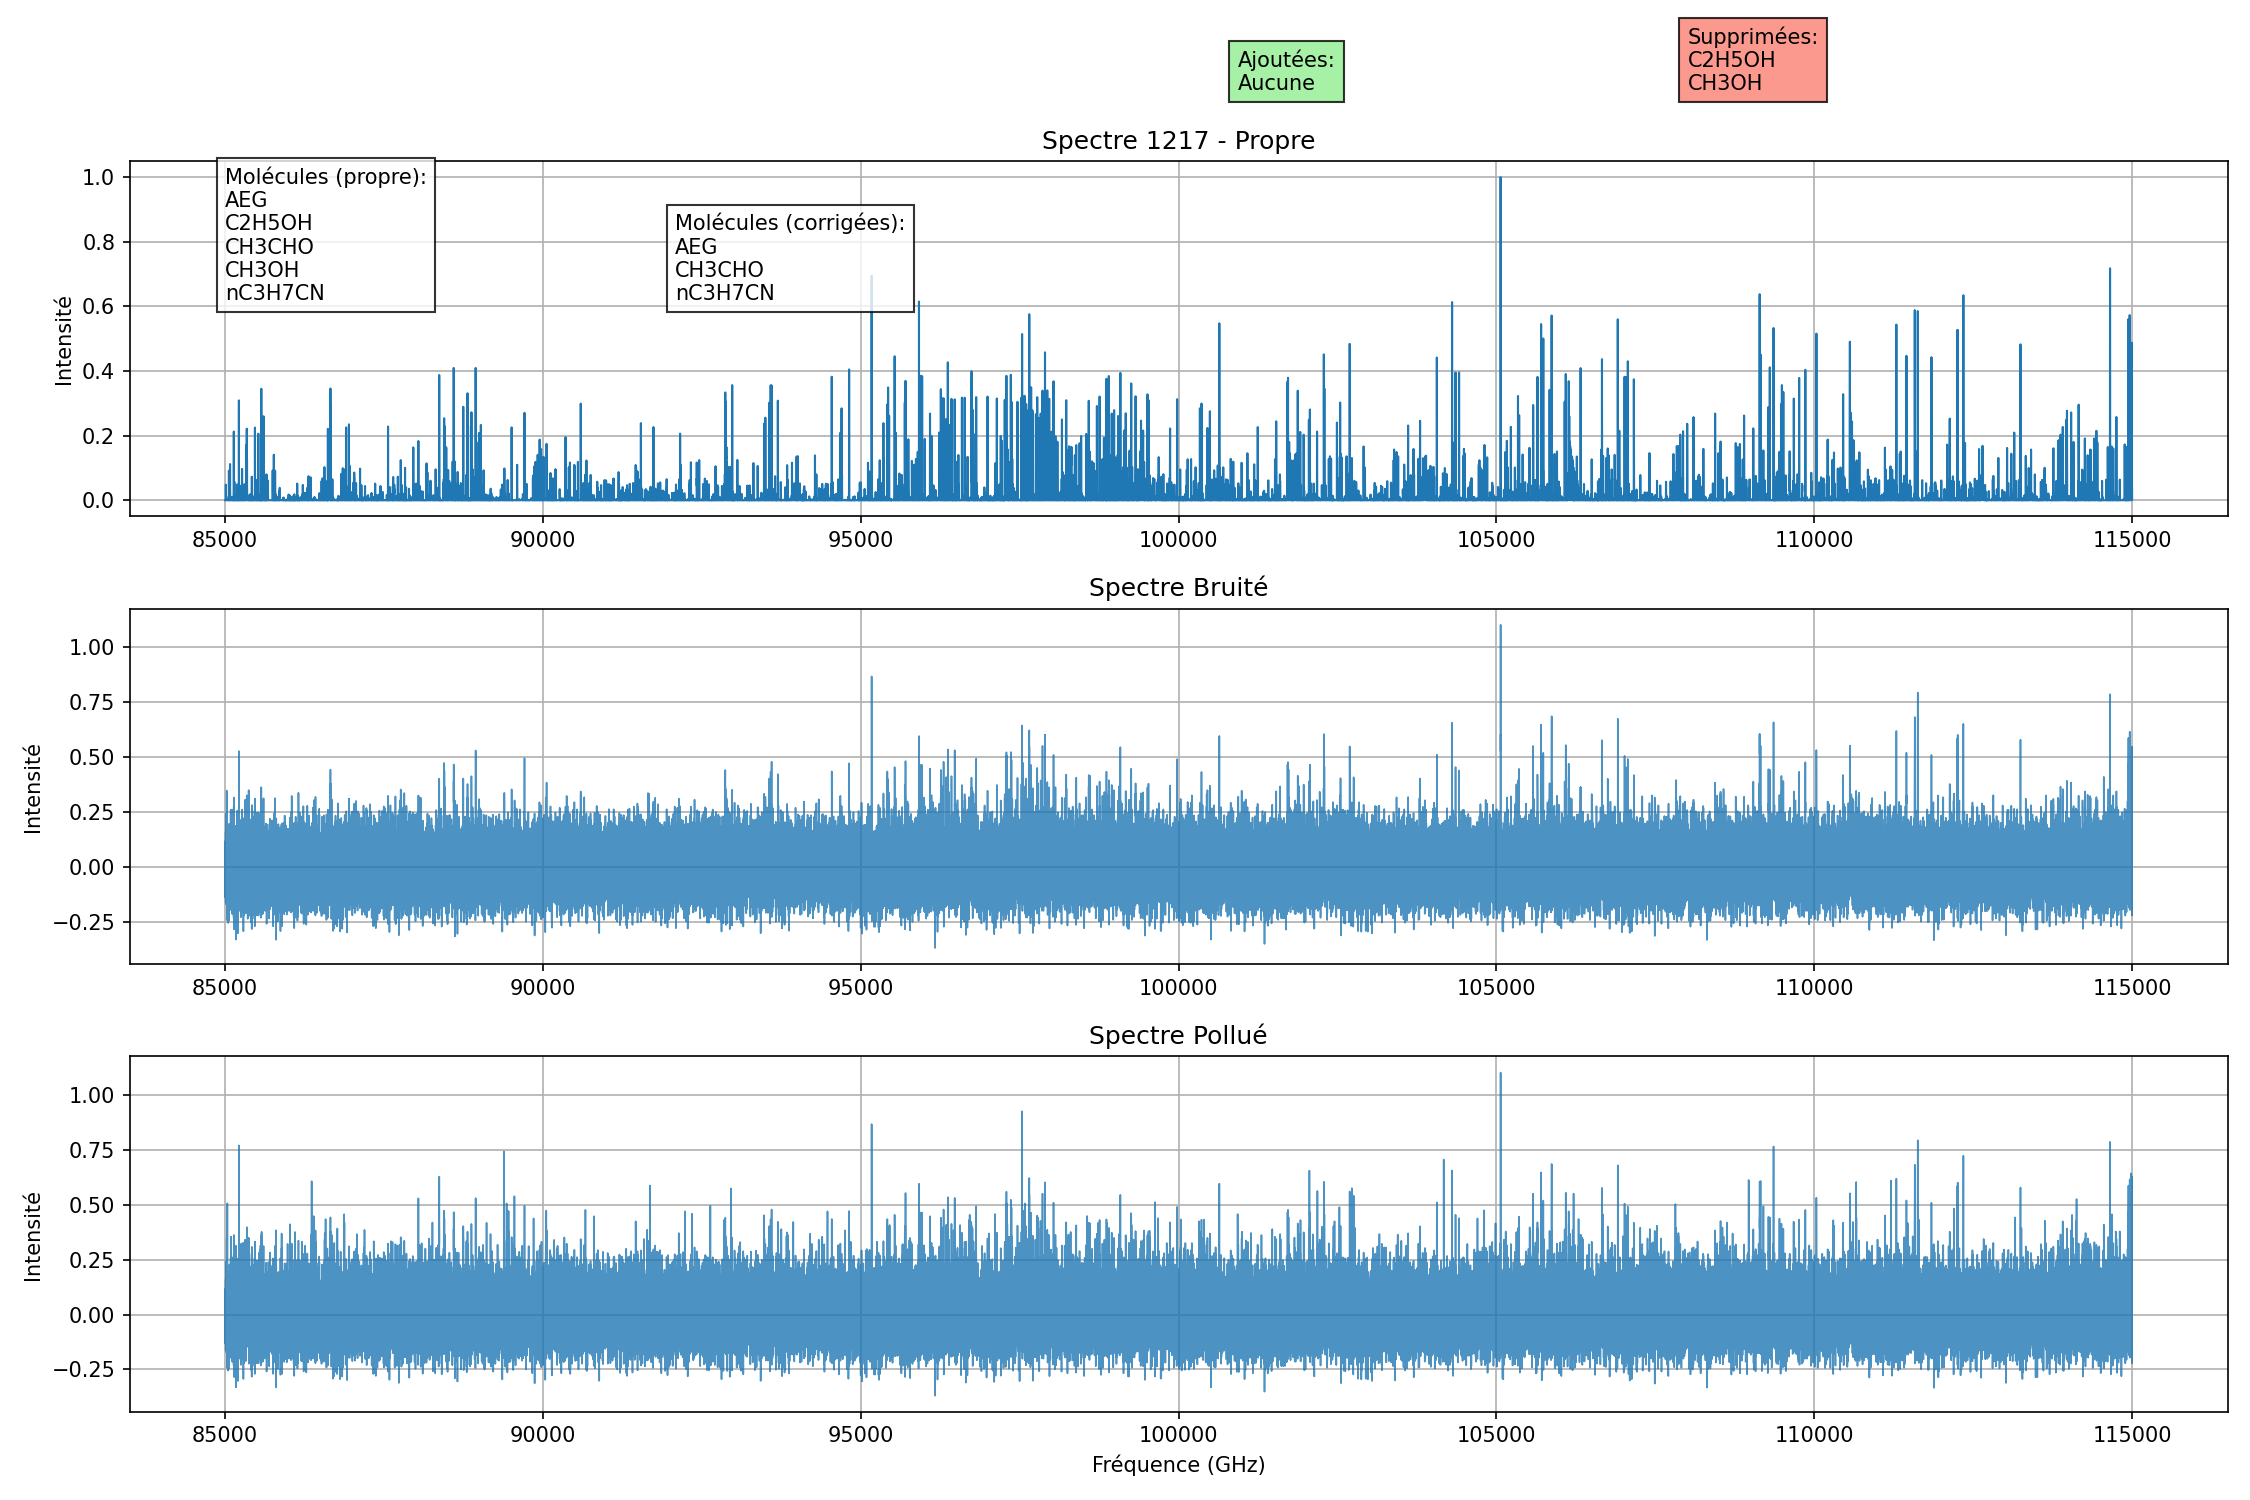 Ajoutées:
Aucune
Supprimées:
C2H5OH
CH3OH
Spectre 1217 - Propre
Molécules (propre):
AEG
C2H5OH
CH3CHO
CH3OH
nC3H7CN
Molécules (corrigées):
AEG
CH3CHO
nC3H7CN
Intensité
1.0
0.8
0.6
0.4
0.2
0.0
85000 90000 95000 100000 105000 110000 115000
Spectre Bruité
Intensité
1.00
0.75
0.50
0.25
0.00
−0.25
85000 90000 95000 100000 105000 110000 115000
Spectre Pollué
Intensité
1.00
0.75
0.50
0.25
0.00
−0.25
85000 90000 95000 100000 105000 110000 115000
Fréquence (GHz)